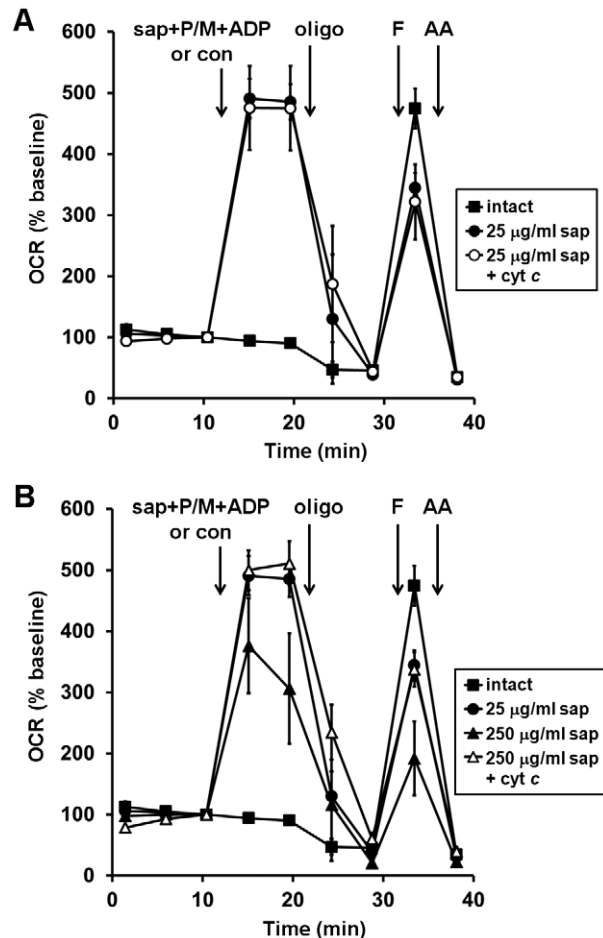 A
sap+P/M+ADP oligo F AA
or con
600
500
400
300
200
100
0
OCR (% baseline)
0 10 20 30 40
Time (min)
intact
25 μg/ml sap
25 μg/ml sap
+ cyt c
B
sap+P/M+ADP oligo F AA
or con
600
500
400
300
200
100
0
OCR (% baseline)
0 10 20 30 40
Time (min)
intact
25 μg/ml sap
250 μg/ml sap
250 μg/ml sap
+ cyt c